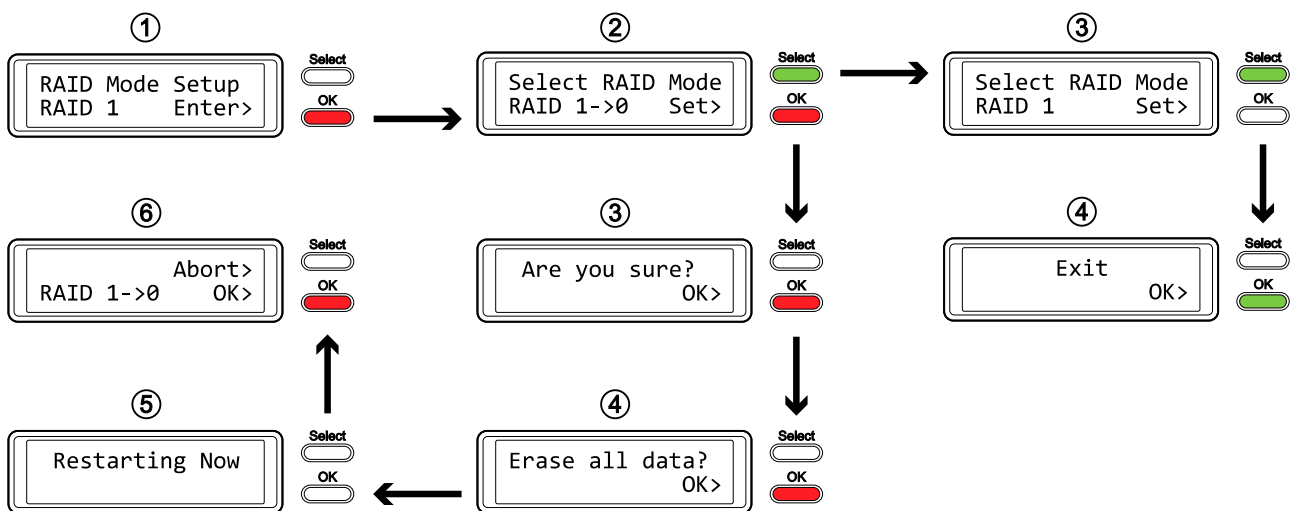 ①
RAID Mode Setup
RAID 1 Enter>
Select
OK
②
Select RAID Mode
RAID 1->0 Set>
Select
OK
③
Select RAID Mode
RAID 1 Set>
Select
OK
⑥
Abort>
RAID 1->0 OK>
Select
OK
③
Are you sure?
OK>
Select
OK
④
Exit
OK>
Select
OK
⑤
Restarting Now
Select
OK
④
Erase all data?
OK>
Select
OK